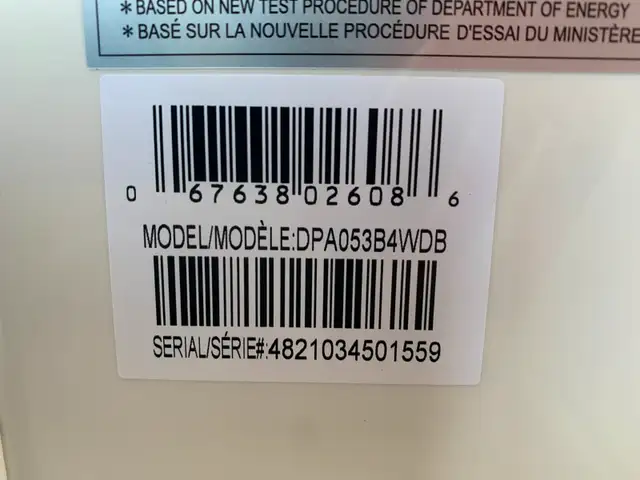 *BASED ON NEW TEST PROCEDURE OF DEPARTMENT OF ENERGY
*BASÉ SUR LA NOUVELLE PROCÉDURE D'ESSAI DU MINISTÈRE
0 67638 02608 6
MODEL/MODÈLE:DPA053B4WDB
SERIAL/SÉRIE#:4821034501559